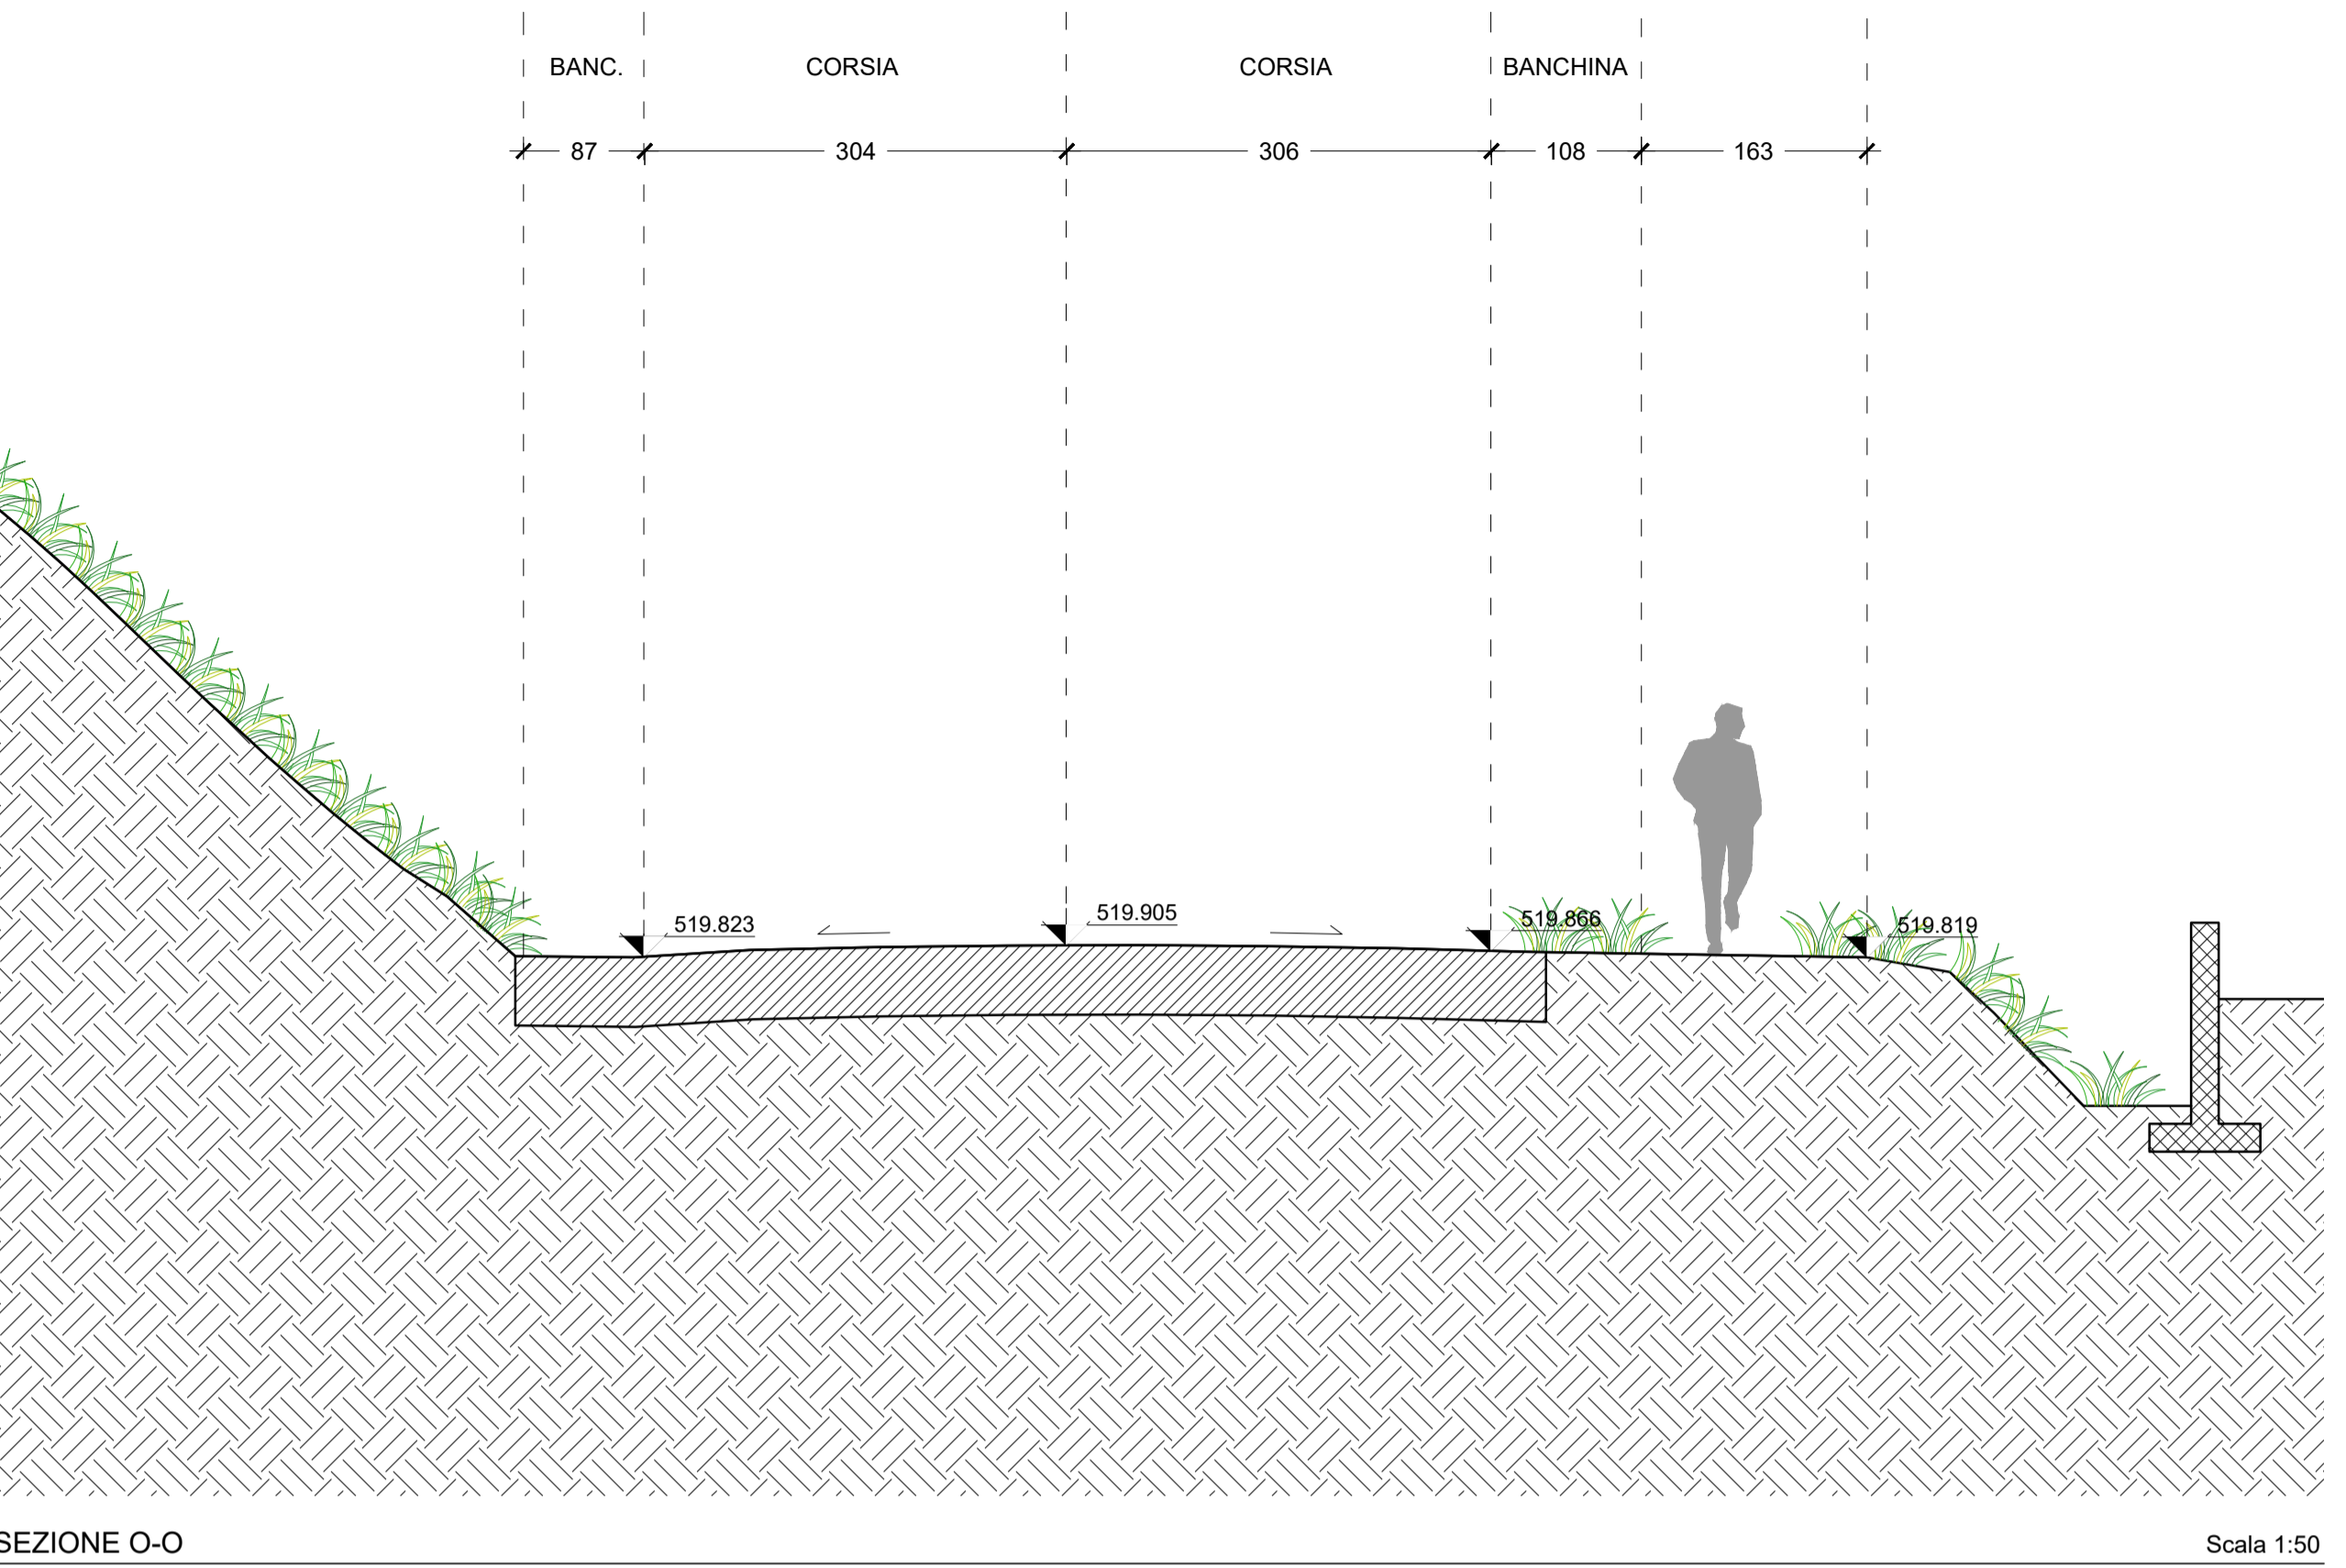 BANC. CORSIA CORSIA BANCHINA
87 304 306 108 163
519.823 519.905 519.866 519.819
SEZIONE O-O Scala 1:50